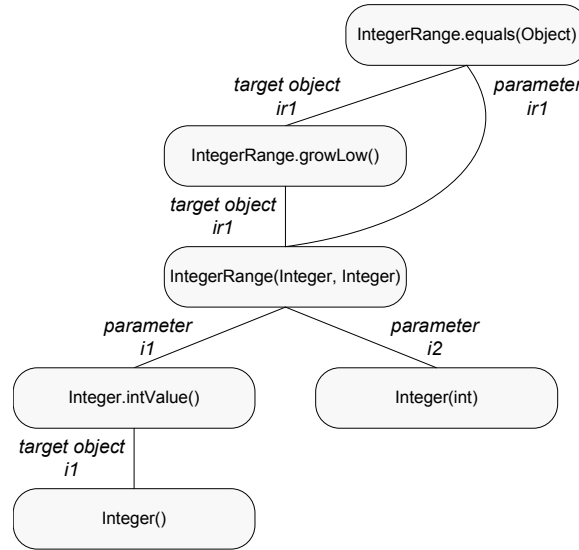 IntegerRange.equals(Object)
target object
ir1
parameter
ir1
IntegerRange.growLow()
target object
ir1
IntegerRange(Integer, Integer)
parameter
i1
parameter
i2
Integer.intValue()
Integer(int)
target object
i1
Integer()